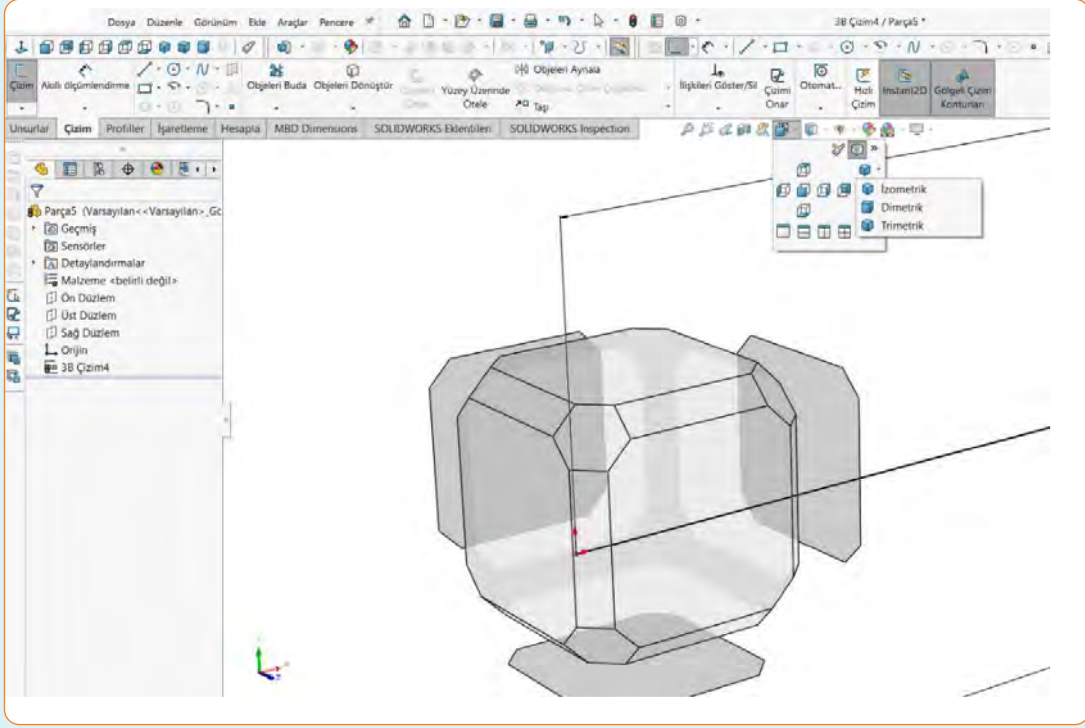 Dosya Düzenle Görünüm Ekle Araçlar Pencere
3B Çizim4 / Parça5 *
Çizim Akıllı ölçümlendirme Objeleri Buda Objeleri Dönüştür Yüzey Üzerinde Ötele Objeleri Aynala
Taşı
İlişkileri Göster/Sil Çizimi Onar Otomat... Hızlı Çizim Instant2D Gölgeli Çizim Konturları
Unsurlar Çizim Profiller İşaretleme Hesapla MBD Dimensions SOLIDWORKS Eklentileri SOLIDWORKS Inspection
İzometrik
Dimetrik
Trimetrik
Parça5 (Varsayılan<<Varsayılan>_Gö
Geçmiş
Sensörler
Detaylandırmalar
Malzeme <belirli değil>
Ön Düzlem
Üst Düzlem
Sağ Düzlem
Orijin
3B Çizim4